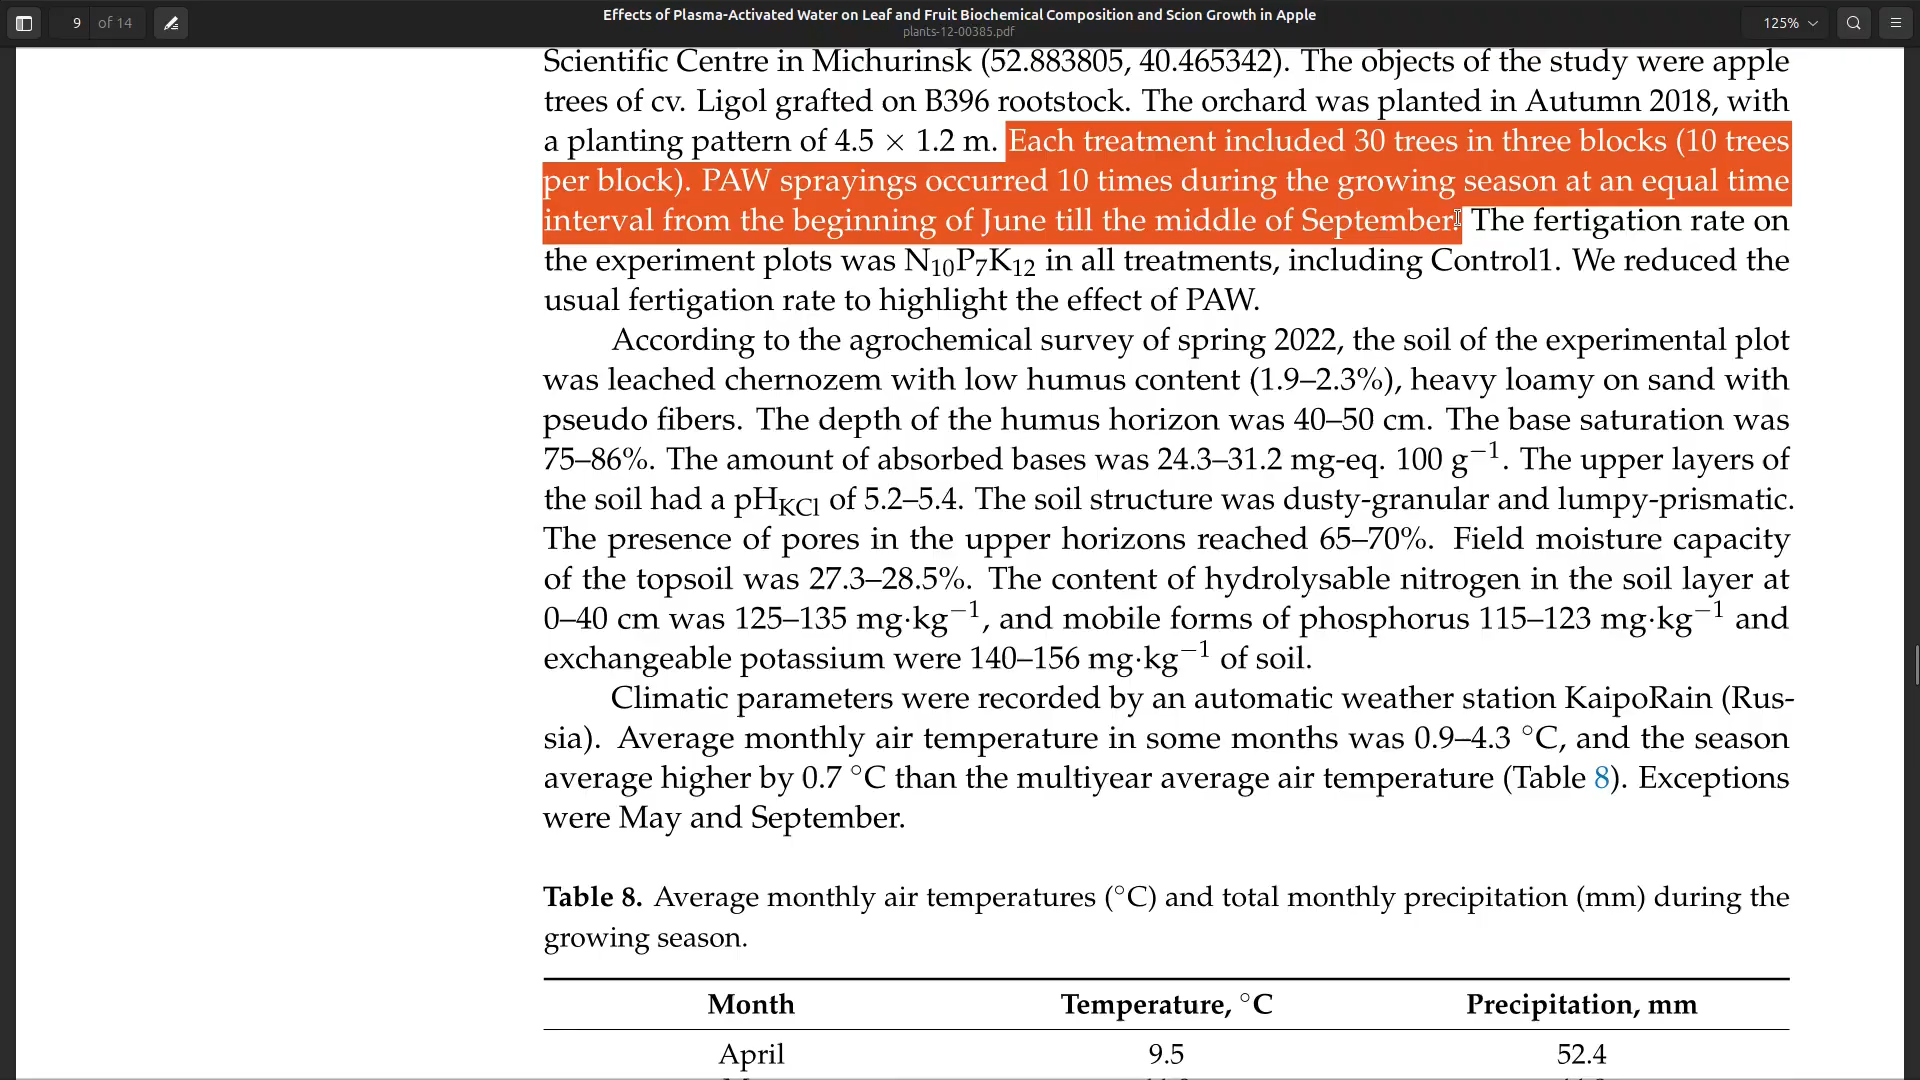 9 of 14
Effects of Plasma-Activated Water on Leaf and Fruit Biochemical Composition and Scion Growth in Apple
plants-12-00385.pdf
125%
Scientific Centre in Michurinsk (52.883805, 40.465342). The objects of the study were apple
trees of cv. Ligol grafted on B396 rootstock. The orchard was planted in Autumn 2018, with
a planting pattern of 4.5 × 1.2 m. Each treatment included 30 trees in three blocks (10 trees
per block). PAW sprayings occurred 10 times during the growing season at an equal time
interval from the beginning of June till the middle of September. The fertigation rate on
the experiment plots was N₁₀P₇K₁₂ in all treatments, including Control1. We reduced the
usual fertigation rate to highlight the effect of PAW.
According to the agrochemical survey of spring 2022, the soil of the experimental plot
was leached chernozem with low humus content (1.9–2.3%), heavy loamy on sand with
pseudo fibers. The depth of the humus horizon was 40–50 cm. The base saturation was
75–86%. The amount of absorbed bases was 24.3–31.2 mg-eq. 100 g⁻¹. The upper layers of
the soil had a pHKCl of 5.2–5.4. The soil structure was dusty-granular and lumpy-prismatic.
The presence of pores in the upper horizons reached 65–70%. Field moisture capacity
of the topsoil was 27.3–28.5%. The content of hydrolysable nitrogen in the soil layer at
0–40 cm was 125–135 mg·kg⁻¹, and mobile forms of phosphorus 115–123 mg·kg⁻¹ and
exchangeable potassium were 140–156 mg·kg⁻¹ of soil.
Climatic parameters were recorded by an automatic weather station KaipoRain (Rus-
sia). Average monthly air temperature in some months was 0.9–4.3 °C, and the season
average higher by 0.7 °C than the multiyear average air temperature (Table 8). Exceptions
were May and September.
Table 8. Average monthly air temperatures (°C) and total monthly precipitation (mm) during the
growing season.
Month Temperature, °C Precipitation, mm
April 9.5 52.4